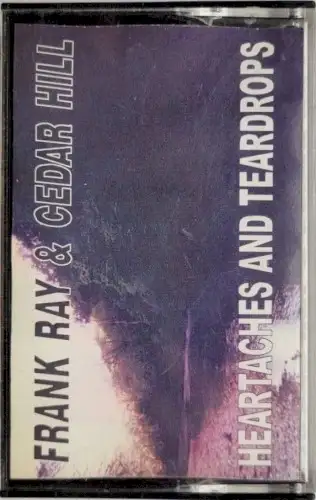 FRANK RAY & CEDAR HILL
HEARTACHES AND TEARDROPS